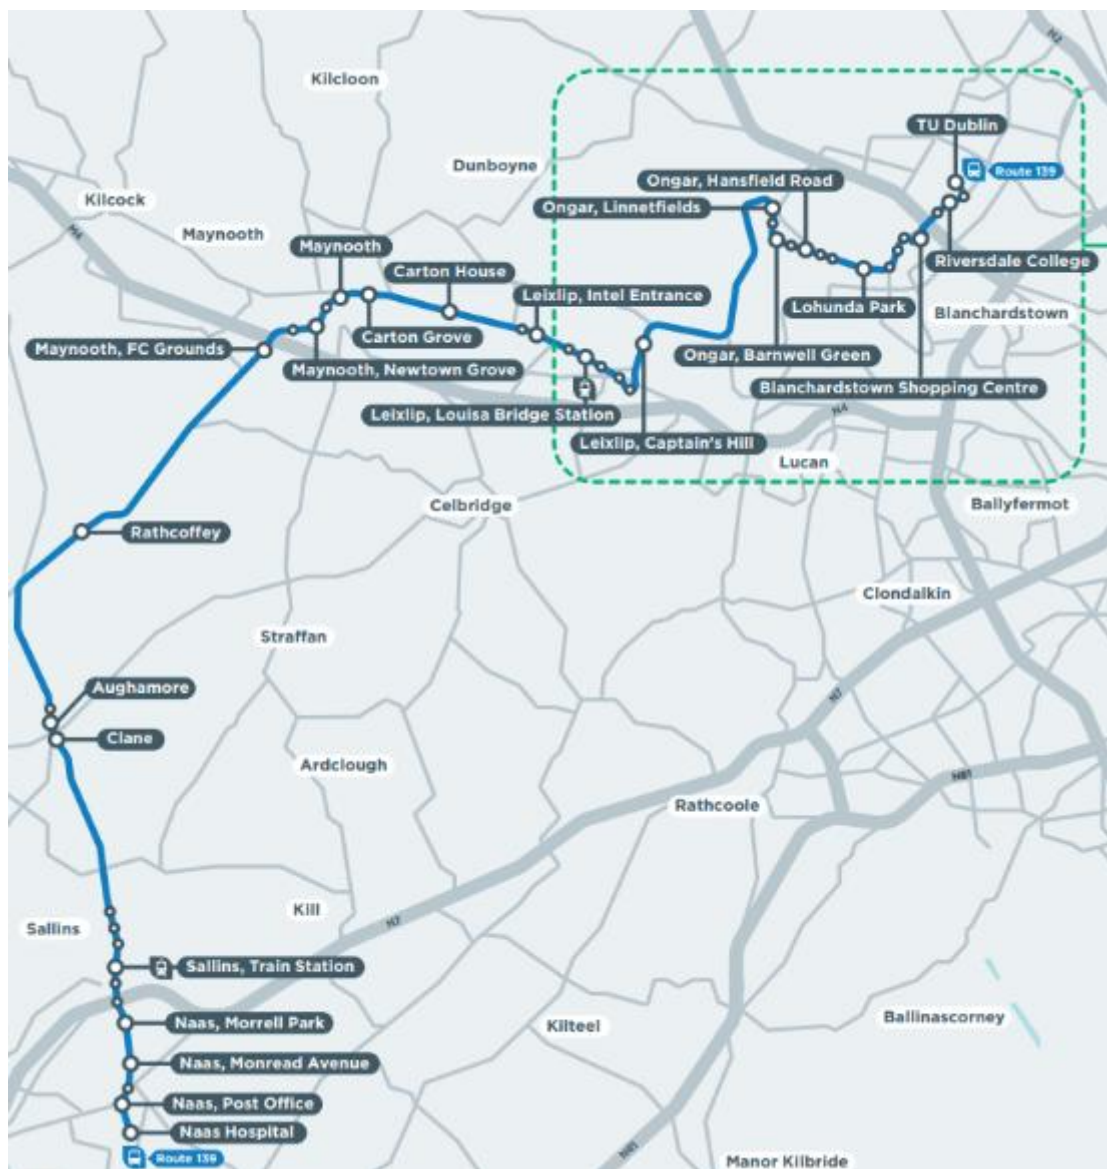 N2
Kilcloon
TU Dublin
Dunboyne
Route 139
Ongar, Hansfield Road
Kilcock
Ongar, Linnetfields
N4
Maynooth
Maynooth
Riversdale College
Carton House
Leixlip, Intel Entrance
Lohunda Park
Blanchardstown
Carton Grove
Maynooth, FC Grounds
Ongar, Barnwell Green
Maynooth, Newtown Grove
Blanchardstown Shopping Centre
Leixlip, Louisa Bridge Station
N4
Leixlip, Captain's Hill
Lucan
Celbridge
Ballyfermot
Rathcoffey
Clondalkin
Straffan
Aughamore
N7
Clane
Ardclough
N81
Rathcoole
Kill
N7
Sallins
Sallins, Train Station
Naas, Morrell Park
Kilteel
Ballinascorney
Naas, Monread Avenue
Naas, Post Office
Naas Hospital
N81
Route 139
Manor Kilbride